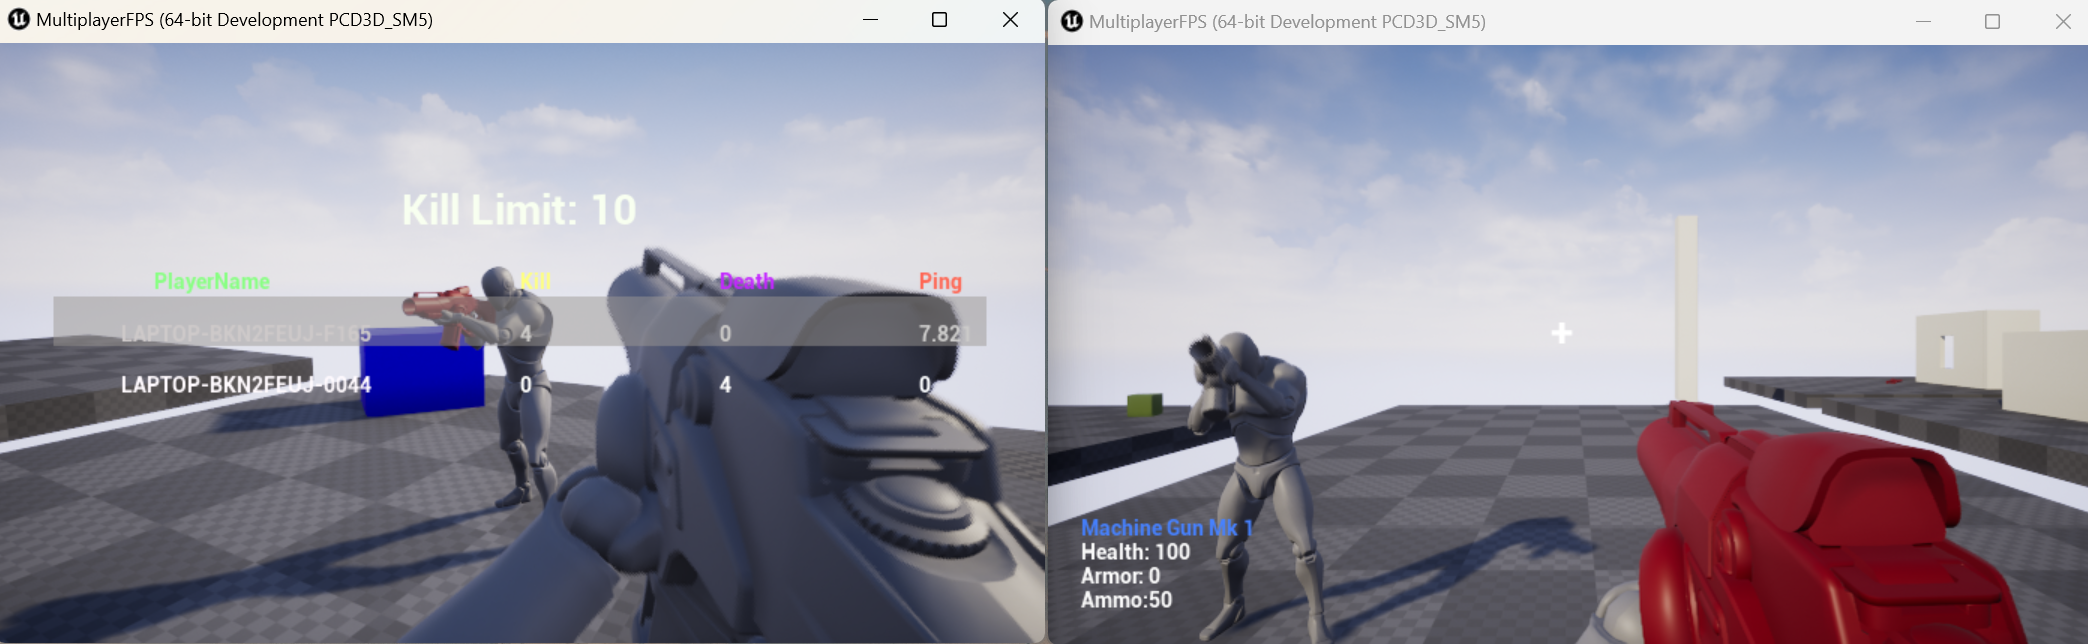 MultiplayerFPS (64-bit Development PCD3D_SM5)
Kill Limit: 10
PlayerName Kill Death Ping
LAPTOP-BKN2FEUJ-F165 4 0 7.821
LAPTOP-BKN2FEUJ-0044 0 4 0
MultiplayerFPS (64-bit Development PCD3D_SM5)
Machine Gun Mk 1
Health: 100
Armor: 0
Ammo:50